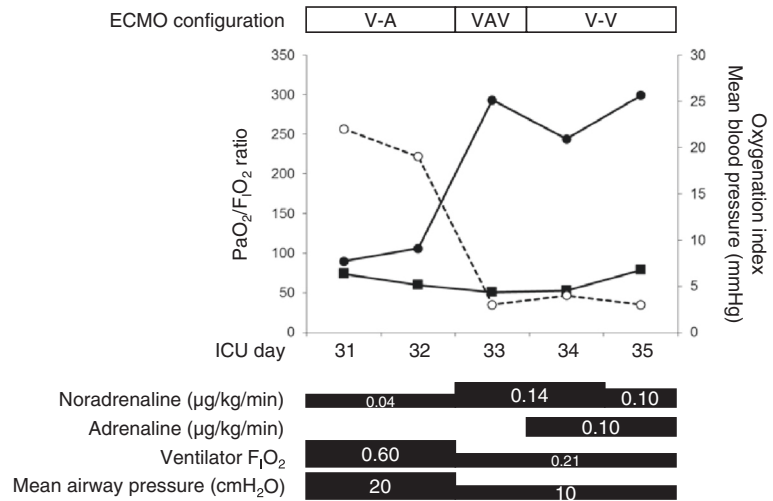 ECMO configuration V-A VAV V-V
350 30
300 25
250 20
200
150 15
100 10
50 5
0 0
PaO2/FIO2 ratio
Oxygenation index
Mean blood pressure (mmHg)
ICU day 31 32 33 34 35
Noradrenaline (µg/kg/min) 0.04 0.14 0.10
Adrenaline (µg/kg/min) 0.10
Ventilator FIO2 0.60 0.21
Mean airway pressure (cmH2O) 20 10